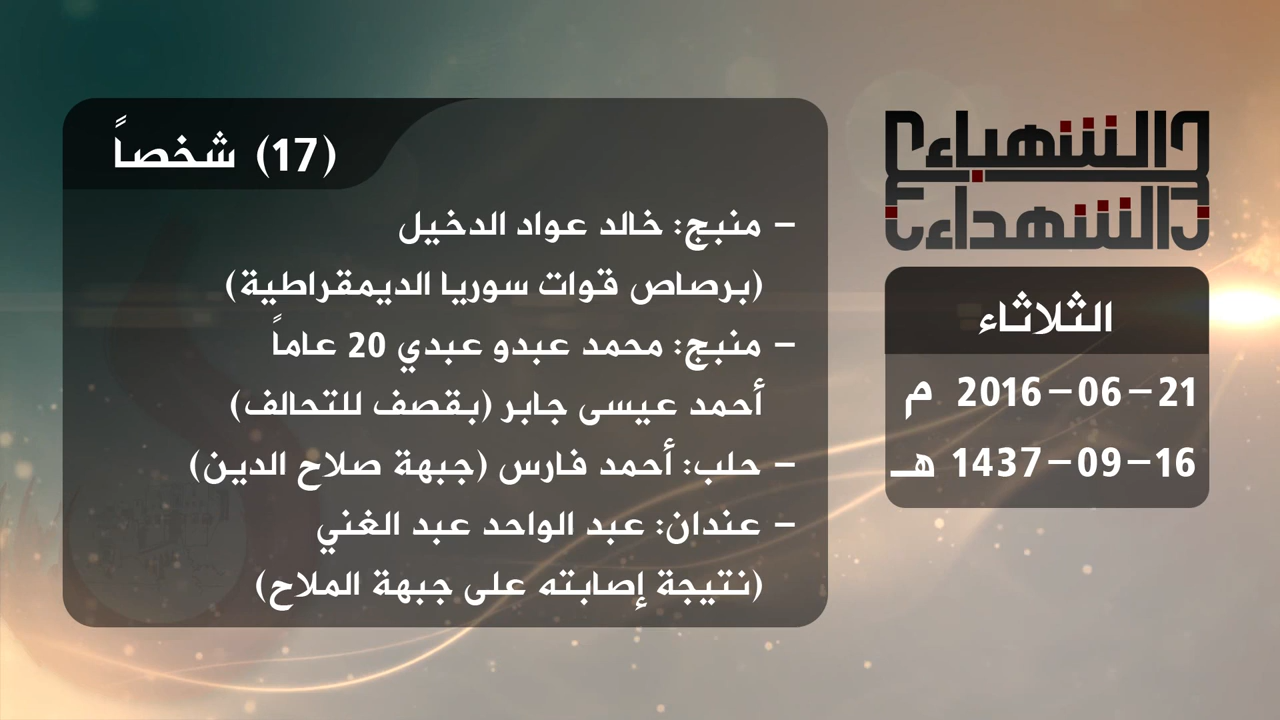 الشهباء
الشهداء
الثلاثاء
21-06-2016 م
16-09-1437 هـ
(17) شخصاً
- منبج: خالد عواد الدخيل
(برصاص قوات سوريا الديمقراطية)
- منبج: محمد عبدو عبدي 20 عاماً
أحمد عيسى جابر (بقصف للتحالف)
- حلب: أحمد فارس (جبهة صلاح الدين)
- عندان: عبد الواحد عبد الغني
(نتيجة إصابته على جبهة الملاح)